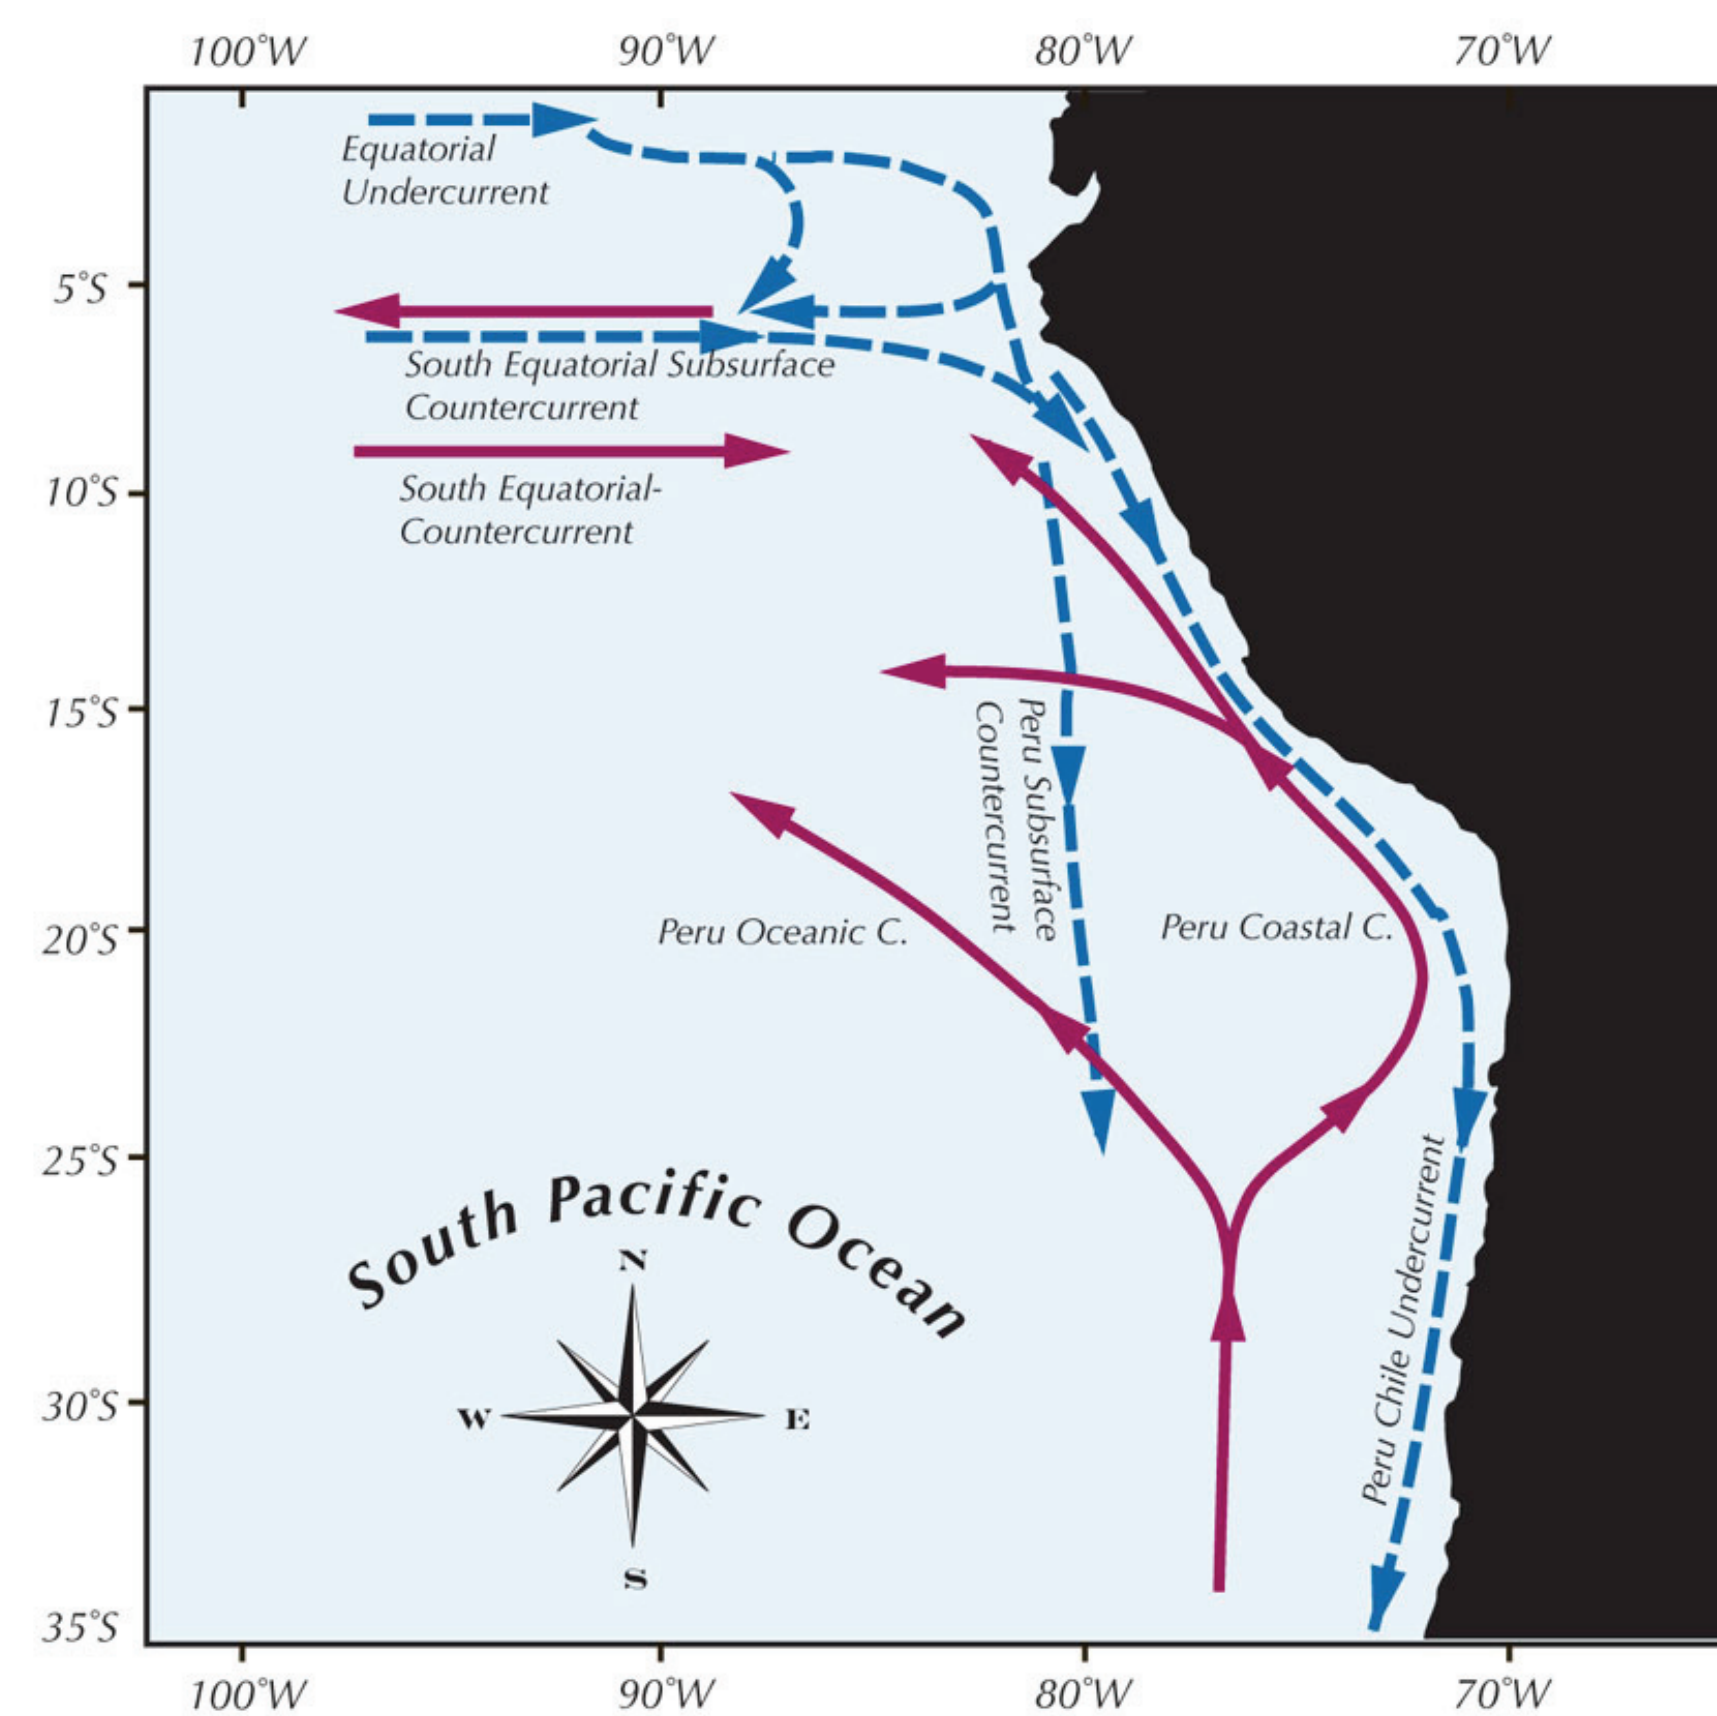 100°W 90°W 80°W 70°W
Equatorial
Undercurrent
5°S
South Equatorial Subsurface
Countercurrent
10°S
South Equatorial-
Countercurrent
15°S
Peru Subsurface
Countercurrent
20°S
Peru Oceanic C.
Peru Coastal C.
25°S
Peru Chile Undercurrent
South Pacific Ocean
N
30°S
W E
S
35°S
100°W 90°W 80°W 70°W